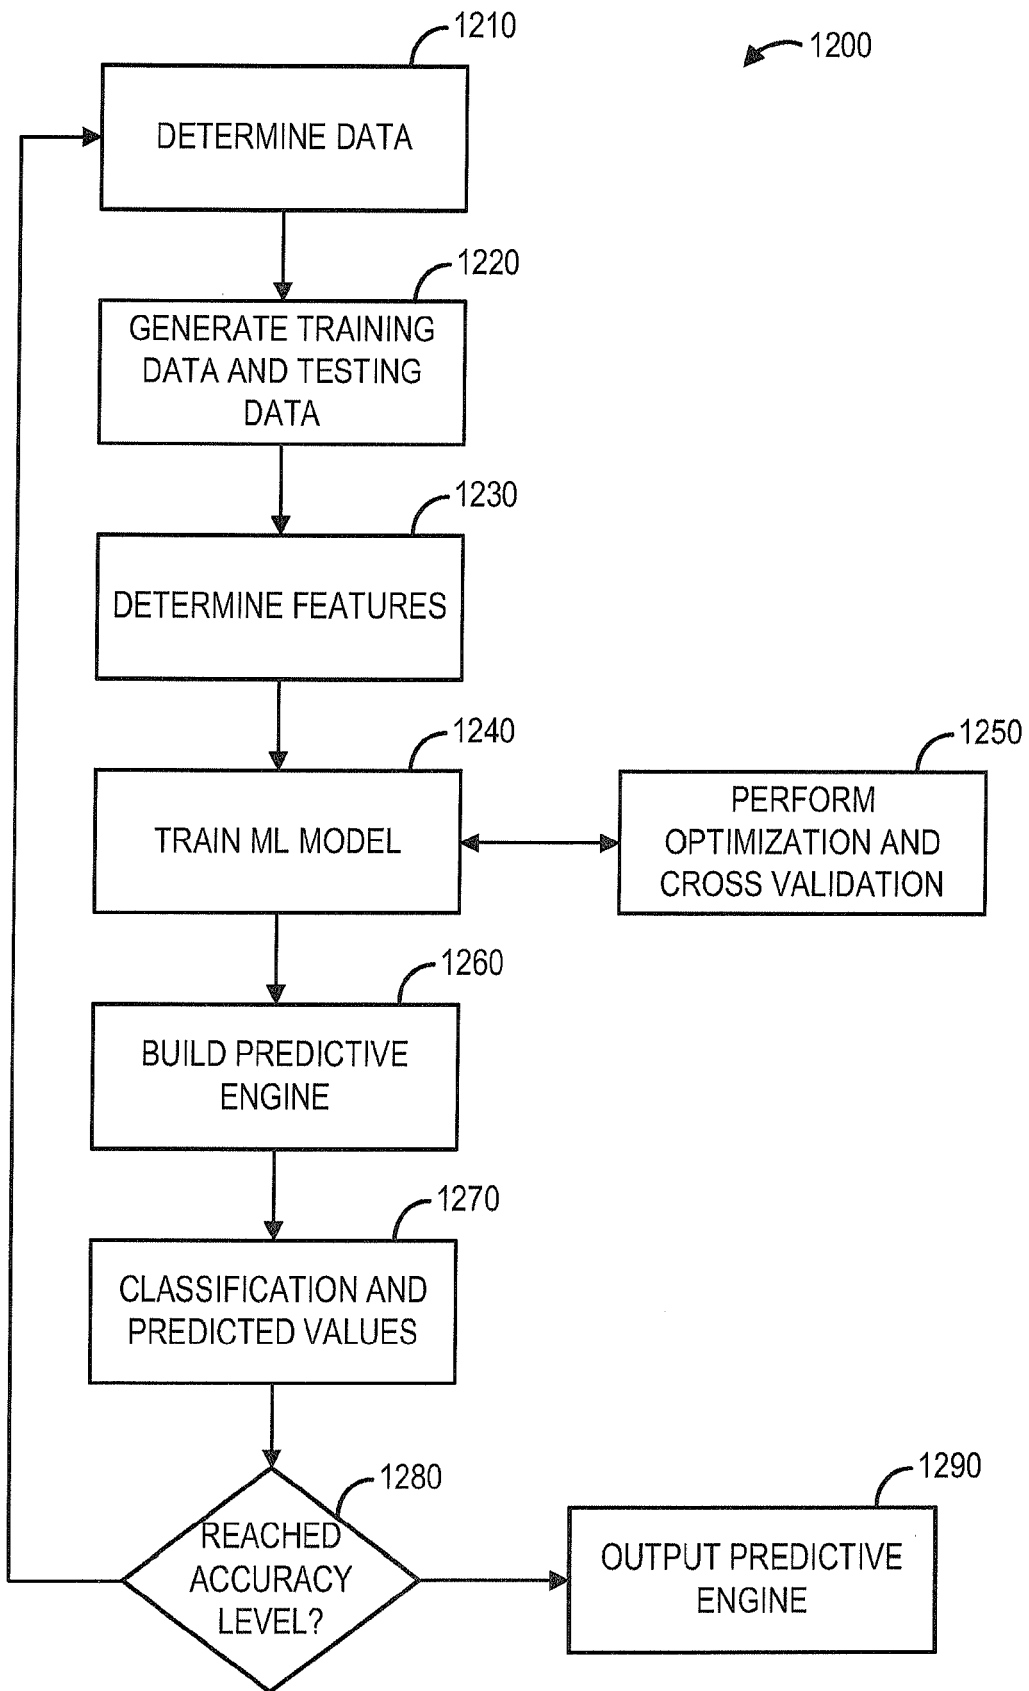 1210
1200
DETERMINE DATA
1220
GENERATE TRAINING
DATA AND TESTING
DATA
1230
DETERMINE FEATURES
1240
TRAIN ML MODEL
1250
PERFORM
OPTIMIZATION AND
CROSS VALIDATION
1260
BUILD PREDICTIVE
ENGINE
1270
CLASSIFICATION AND
PREDICTED VALUES
1280
REACHED
ACCURACY
LEVEL?
1290
OUTPUT PREDICTIVE
ENGINE